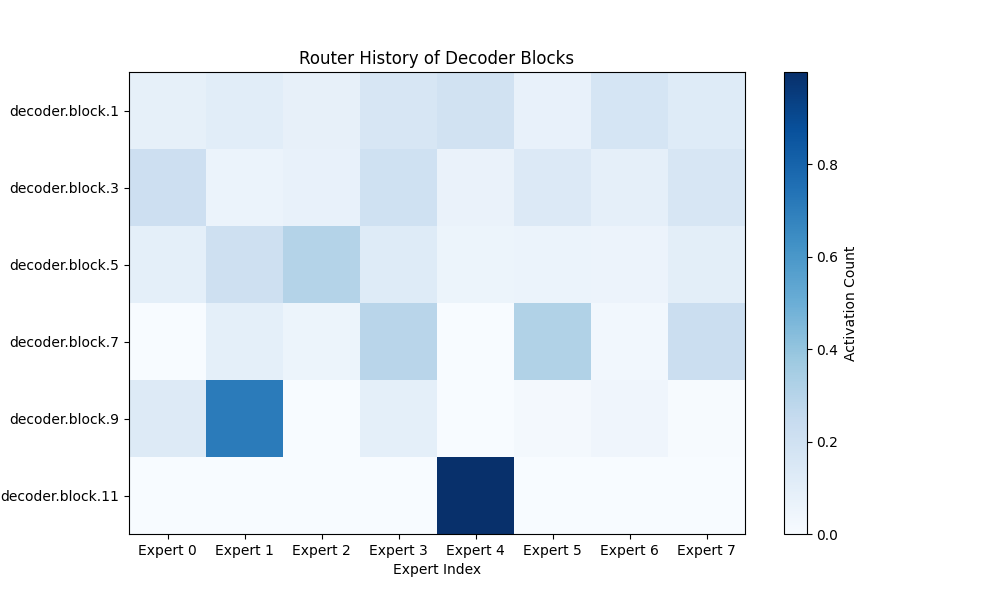 Router History of Decoder Blocks
decoder.block.1
decoder.block.3
decoder.block.5
decoder.block.7
decoder.block.9
decoder.block.11
Expert 0 Expert 1 Expert 2 Expert 3 Expert 4 Expert 5 Expert 6 Expert 7
Expert Index
0.8
0.6
0.4
0.2
0.0
Activation Count